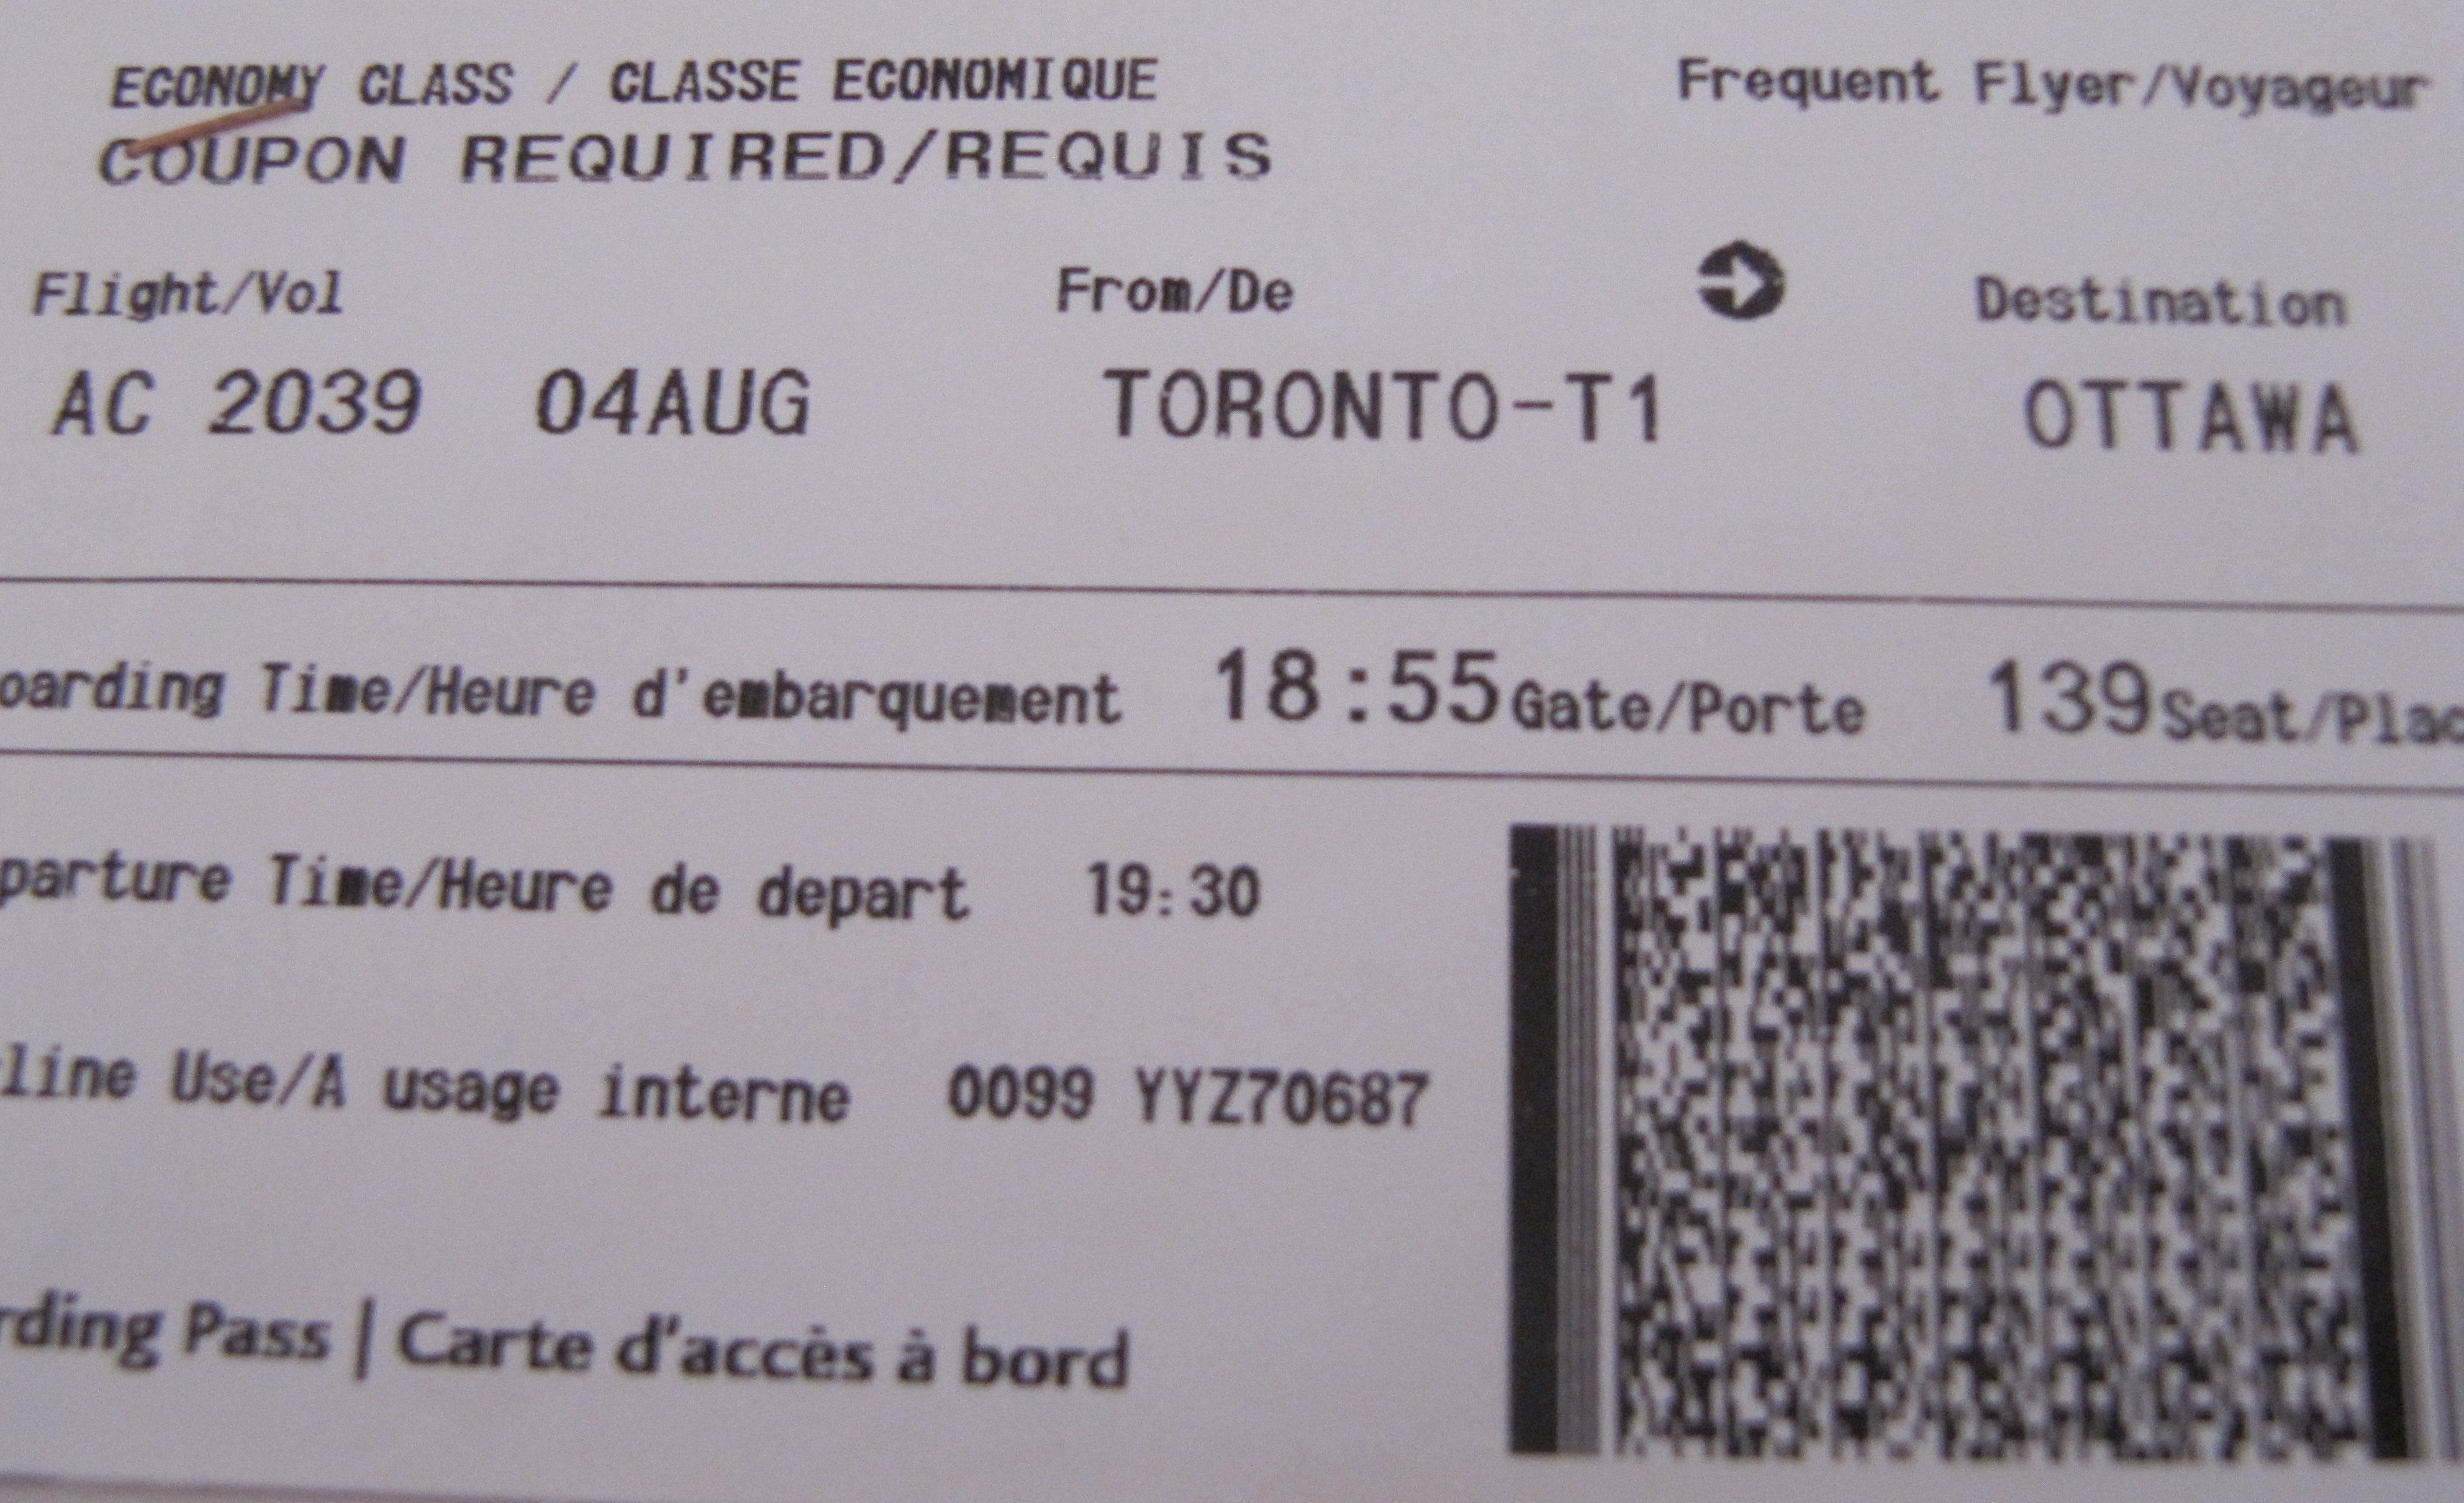 ECONOMY CLASS / CLASSE ECONOMIQUE Frequent Flyer/Voyageur
COUPON REQUIRED/REQUIS
Flight/Vol From/De Destination
AC 2039 04AUG TORONTO-T1 OTTAWA
oarding Time/Heure d'embarquement 18:55 Gate/Porte 139 Seat/Plac
parture Time/Heure de depart 19:30
line Use/A usage interne 0099 YYZ70687
rding Pass | Carte d'accès à bord